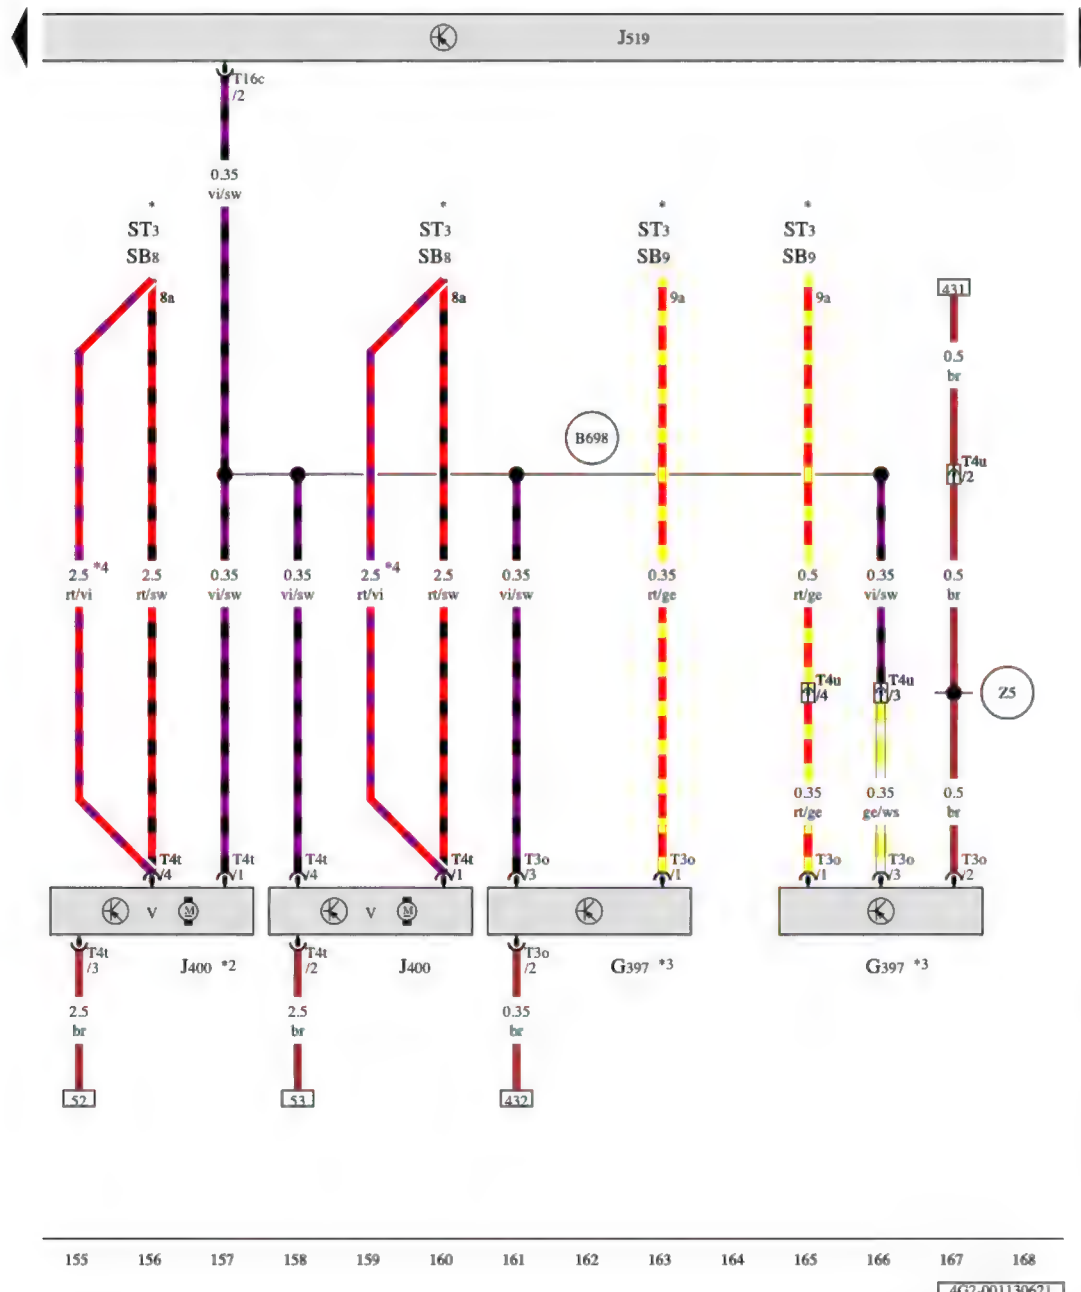 J519
T16c
/2
0.35
vi/sw
* * * *
ST3 ST3 ST3 ST3
SB8 SB8 SB9 SB9
8a 8a 9a 9a
431
0.5
br
B698
T4u
/2
2.5 *4 2.5 0.35 0.35 2.5 *4 2.5 0.35 0.35 0.5 0.35 0.5
rt/vi rt/sw vi/sw vi/sw rt/vi rt/sw vi/sw rt/ge rt/ge vi/sw br
T4u T4u
/4 /3
Z5
0.35 0.35 0.5
rt/ge ge/ws br
T4t T4t T4t T4t T3o T3o T3o T3o T3o
/4 /1 /4 /1 /3 /1 /1 /3 /2
V M V M
T4t T4t T3o
/3 /2 /2
J400 *2 J400 G397 *3 G397 *3
2.5 2.5 0.35
br br br
52 53 432
155 156 157 158 159 160 161 162 163 164 165 166 167 168
4G2-001130621